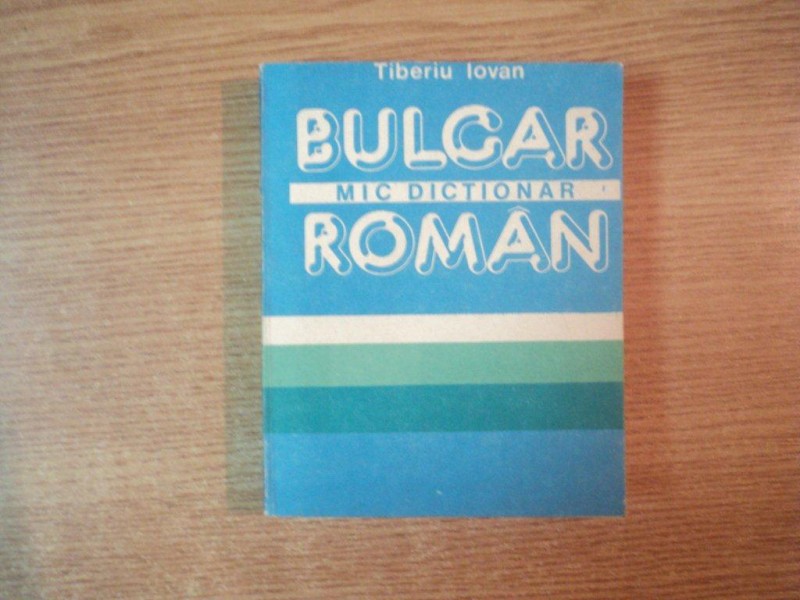 Tiberiu Iovan
BULGAR
MIC DICTIONAR
ROMÂN